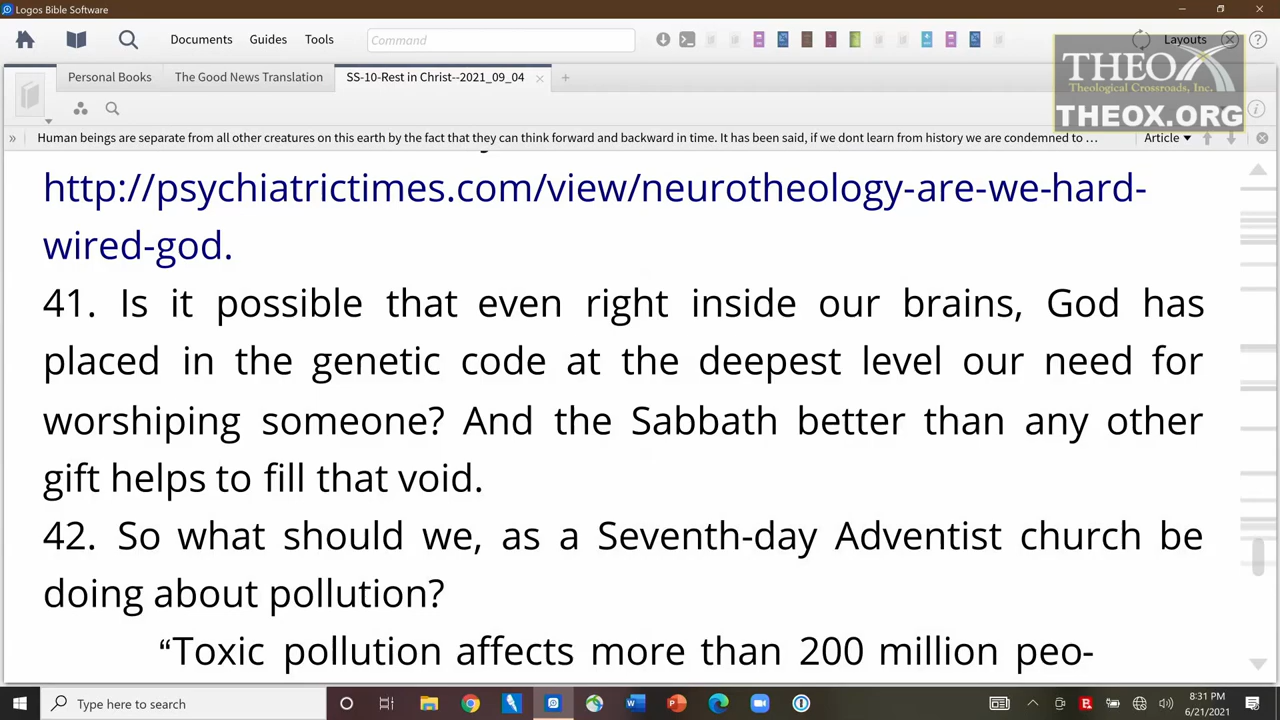 Logos Bible Software
Documents Guides Tools Command Layouts
THEOX
Theological Crossroads, Inc.
THEOX.ORG
Personal Books The Good News Translation SS-10-Rest in Christ--2021_09_04
Human beings are separate from all other creatures on this earth by the fact that they can think forward and backward in time. It has been said, if we dont learn from history we are condemned to ... Article
http://psychiatrictimes.com/view/neurotheology-are-we-hard-
wired-god.
41. Is it possible that even right inside our brains, God has
placed in the genetic code at the deepest level our need for
worshiping someone? And the Sabbath better than any other
gift helps to fill that void.
42. So what should we, as a Seventh-day Adventist church be
doing about pollution?
“Toxic pollution affects more than 200 million peo-
Type here to search
8:31 PM
6/21/2021